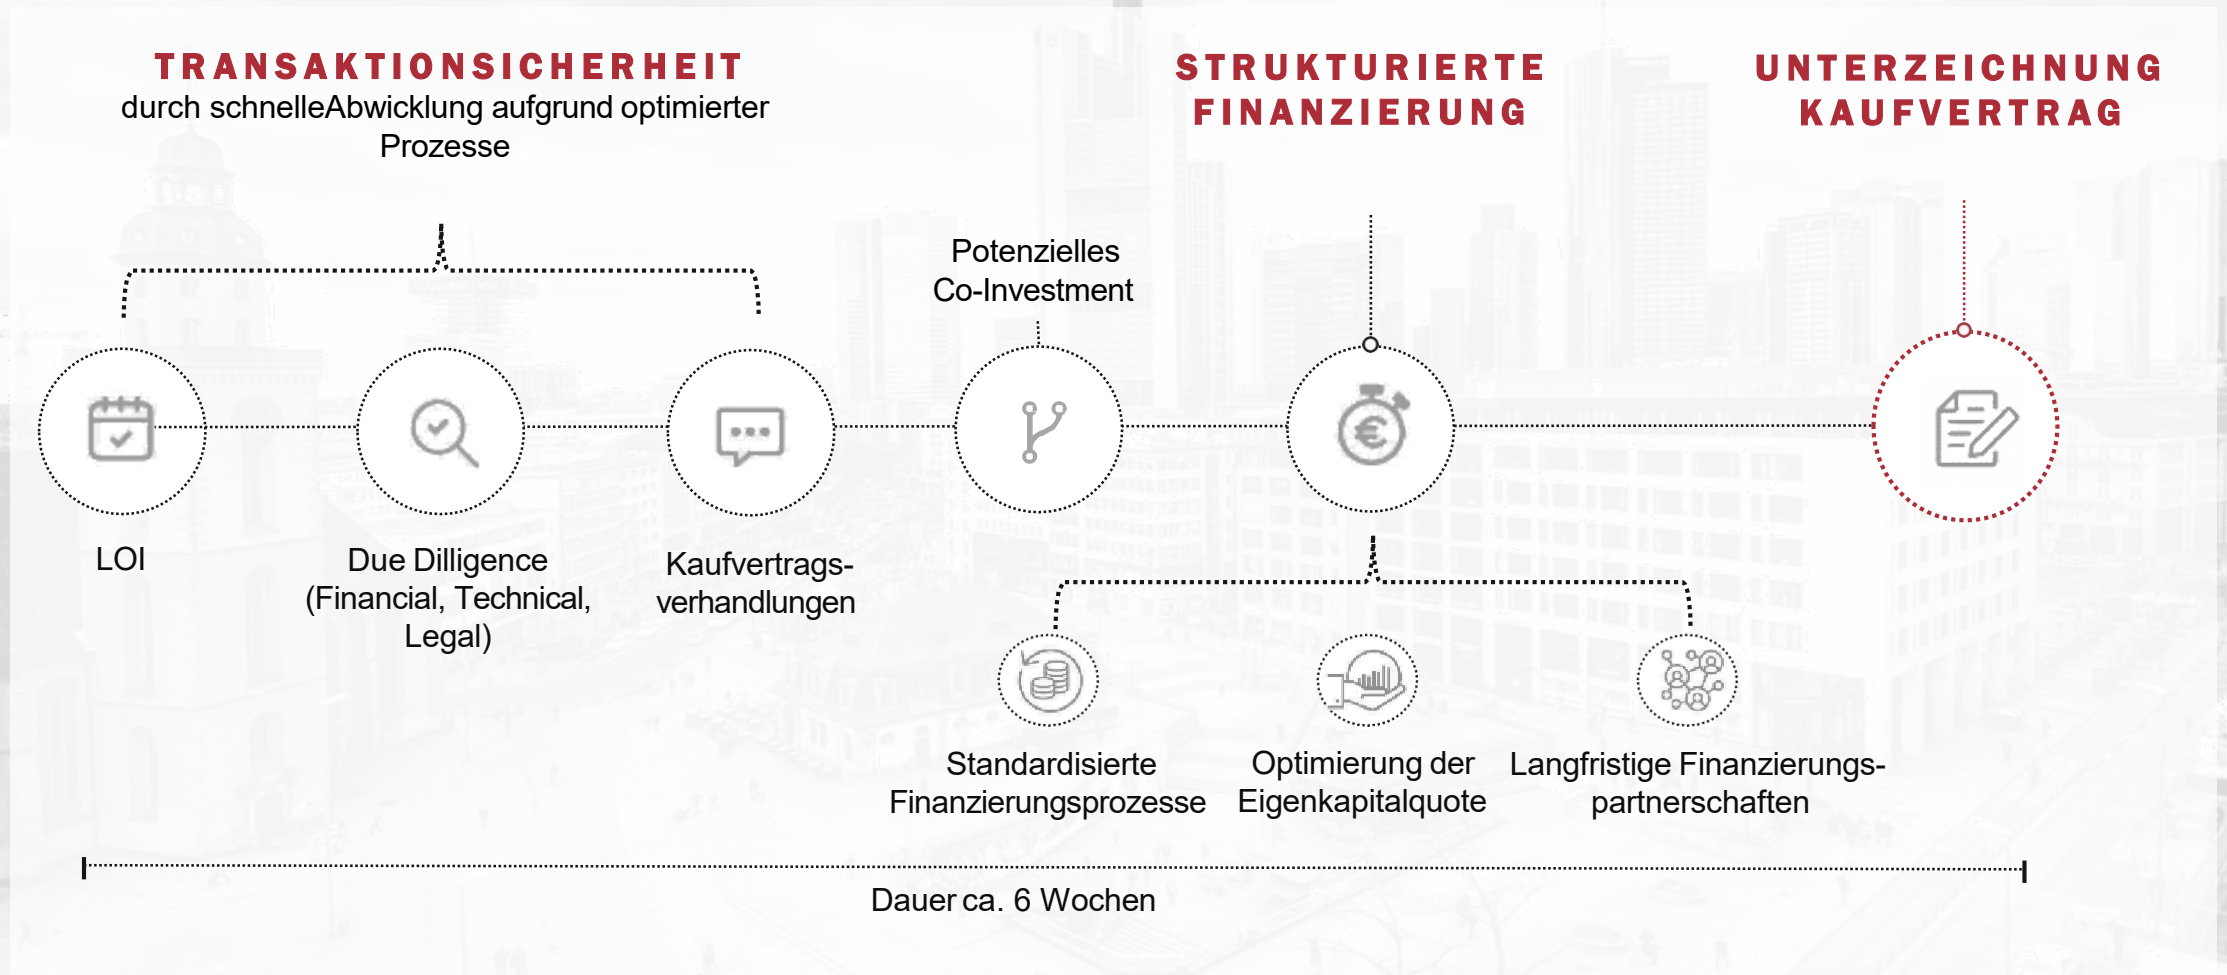 TRANSAKTIONSICHERHEIT
durch schnelleAbwicklung aufgrund optimierter
Prozesse
STRUKTURIERTE
FINANZIERUNG
UNTERZEICHNUNG
KAUFVERTRAG
Potenzielles
Co-Investment
LOI
Due Dilligence
(Financial, Technical,
Legal)
Kaufvertrags-
verhandlungen
Standardisierte
Finanzierungsprozesse
Optimierung der
Eigenkapitalquote
Langfristige Finanzierungs-
partnerschaften
Dauer ca. 6 Wochen